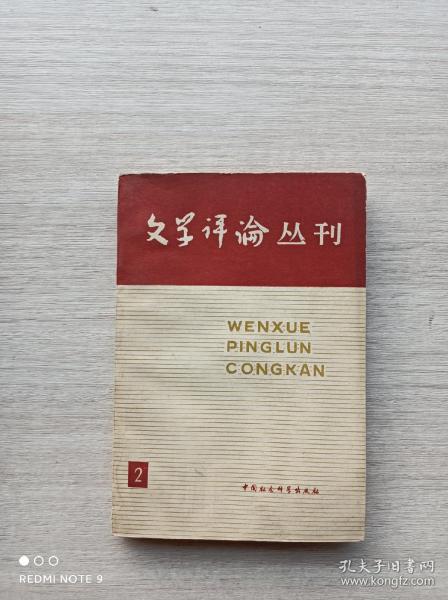 文学评论丛刊
WENXUE
PINGLUN
CONGKAN
2
中国社会科学出版社
REDMI NOTE 9
孔夫子旧书网
www.kongfz.com